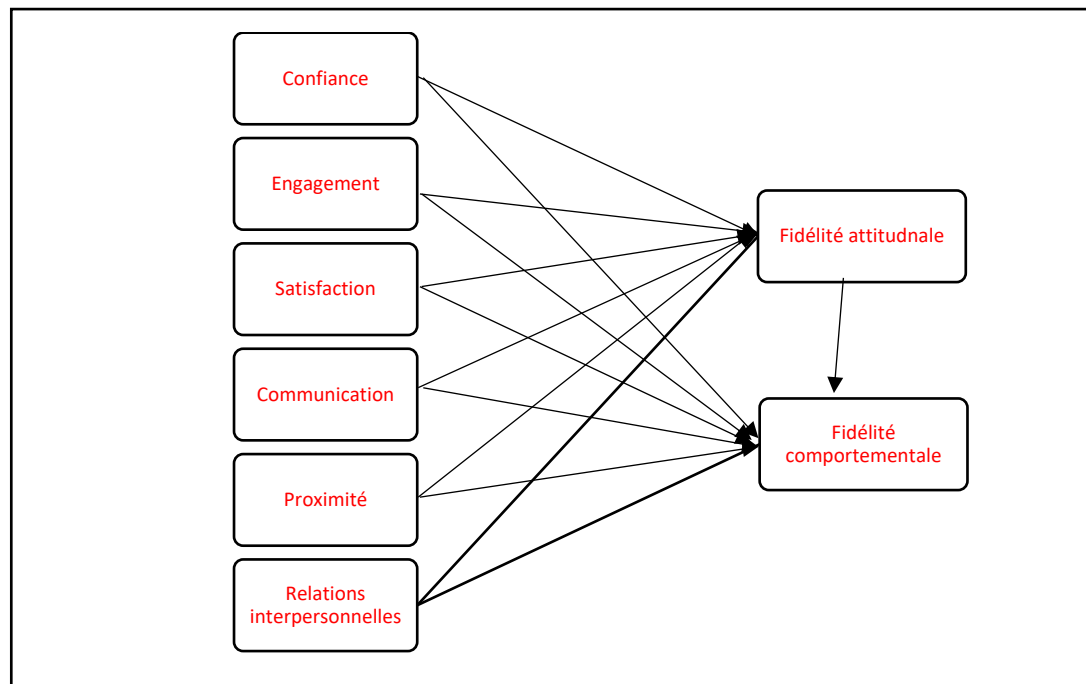 Confiance
Engagement
Satisfaction
Communication
Proximité
Relations
interpersonnelles
Fidélité attitudnale
Fidélité
comportementale